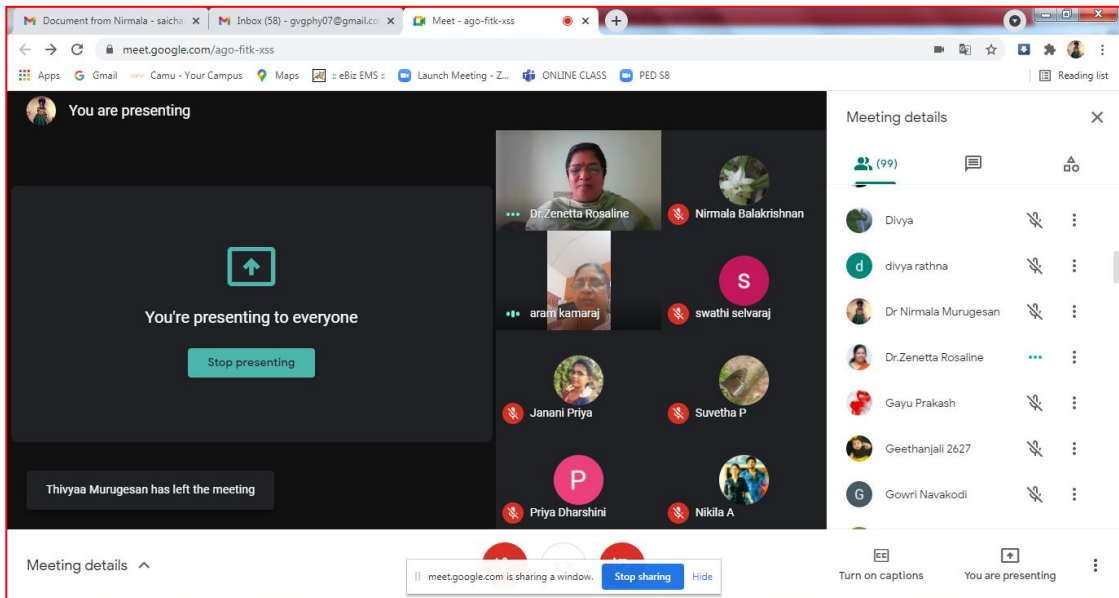 Document from Nirmala - saicha
Inbox (58) - gvgphy07@gmail.co
Meet - ago-fitk-xss
meet.google.com/ago-fitk-xss
Apps
Gmail
Camu - Your Campus
Maps
:: eBiz EMS ::
Launch Meeting - Z...
ONLINE CLASS
PED S8
Reading list
You are presenting
You're presenting to everyone
Stop presenting
Thivyaa Murugesan has left the meeting
Dr.Zenetta Rosaline
Nirmala Balakrishnan
aram kamaraj
S
swathi selvaraj
Janani Priya
Suvetha P
P
Priya Dharshini
Nikila A
Meeting details
(99)
Divya
d
divya rathna
Dr Nirmala Murugesan
Dr.Zenetta Rosaline
Gayu Prakash
Geethanjali 2627
G
Gowri Navakodi
Meeting details
meet.google.com is sharing a window.
Stop sharing
Hide
CC
Turn on captions
You are presenting